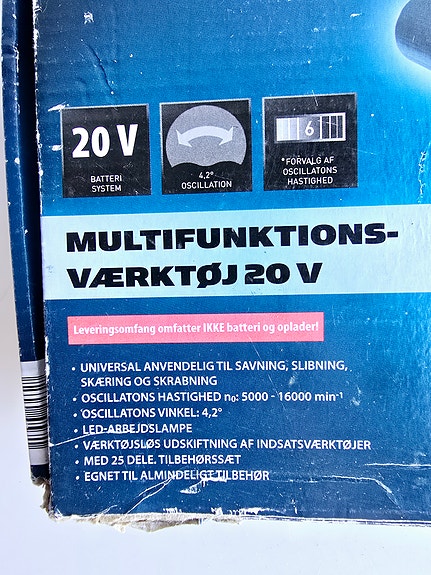 20 V
BATTERI
SYSTEM
4,2°
OSCILLATION
6
*FORVALG AF
OSCILLATONS
HASTIGHED
MULTIFUNKTIONS-
VÆRKTØJ 20 V
Leveringsomfang omfatter IKKE batteri og oplader!
• UNIVERSAL ANVENDELIG TIL SAVNING, SLIBNING,
SKÆRING OG SKRABNING
• OSCILLATONS HASTIGHED n₀: 5000 - 16000 min⁻¹
• OSCILLATONS VINKEL: 4,2°
• LED-ARBEJDSLAMPE
• VÆRKTØJSLØS UDSKIFTNING AF INDSATSVÆRKTØJER
• MED 25 DELE. TILBEHØRSSÆT
• EGNET TIL ALMINDELIGT TILBEHØR